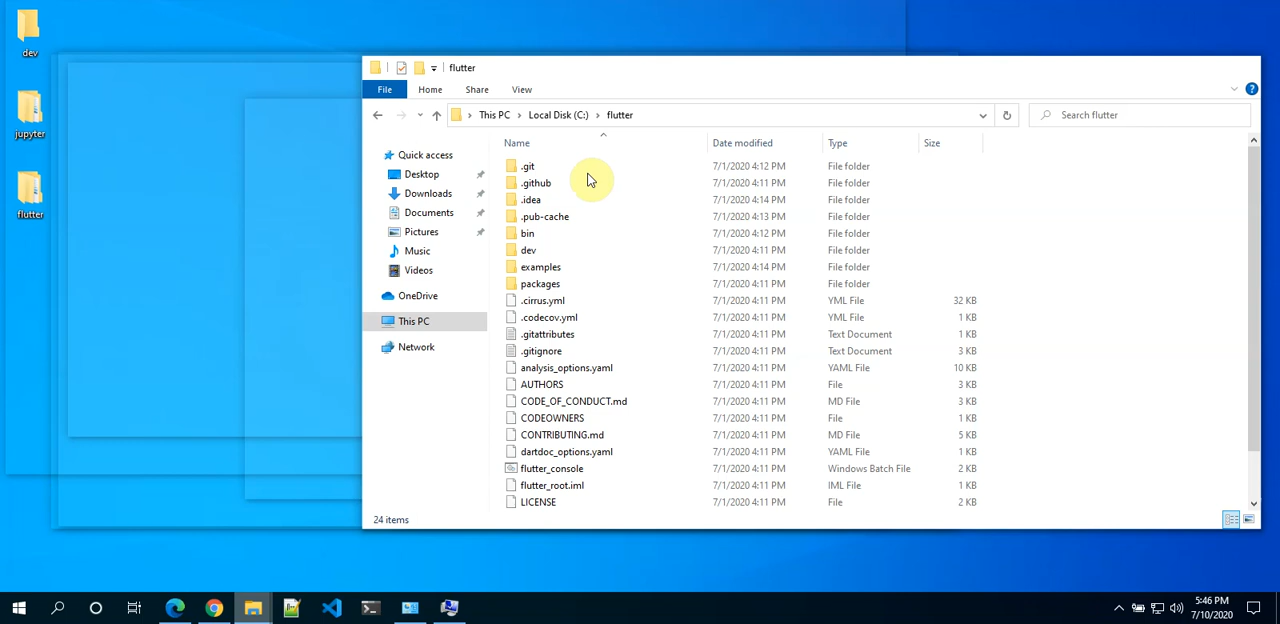 dev
jupyter
flutter
flutter
File Home Share View
This PC Local Disk (C:) flutter Search flutter
Name Date modified Type Size
Quick access
Desktop
Downloads
Documents
Pictures
Music
Videos
OneDrive
This PC
Network
.git 7/1/2020 4:12 PM File folder
.github 7/1/2020 4:11 PM File folder
.idea 7/1/2020 4:14 PM File folder
.pub-cache 7/1/2020 4:13 PM File folder
bin 7/1/2020 4:12 PM File folder
dev 7/1/2020 4:11 PM File folder
examples 7/1/2020 4:14 PM File folder
packages 7/1/2020 4:11 PM File folder
.cirrus.yml 7/1/2020 4:11 PM YML File 32 KB
.codecov.yml 7/1/2020 4:11 PM YML File 1 KB
.gitattributes 7/1/2020 4:11 PM Text Document 1 KB
.gitignore 7/1/2020 4:11 PM Text Document 3 KB
analysis_options.yaml 7/1/2020 4:11 PM YAML File 10 KB
AUTHORS 7/1/2020 4:11 PM File 3 KB
CODE_OF_CONDUCT.md 7/1/2020 4:11 PM MD File 3 KB
CODEOWNERS 7/1/2020 4:11 PM File 1 KB
CONTRIBUTING.md 7/1/2020 4:11 PM MD File 5 KB
dartdoc_options.yaml 7/1/2020 4:11 PM YAML File 1 KB
flutter_console 7/1/2020 4:11 PM Windows Batch File 2 KB
flutter_root.iml 7/1/2020 4:11 PM IML File 1 KB
LICENSE 7/1/2020 4:11 PM File 2 KB
24 items
5:46 PM
7/10/2020